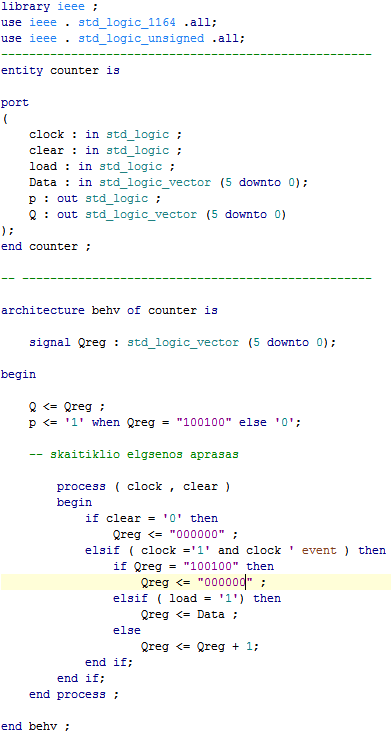 library ieee ;
use ieee . std_logic_1164 .all;
use ieee . std_logic_unsigned .all;
-----------------------------------------------------
entity counter is
port
(
    clock : in std_logic ;
    clear : in std_logic ;
    load : in std_logic ;
    Data : in std_logic_vector (5 downto 0);
    p : out std_logic ;
    Q : out std_logic_vector (5 downto 0)
);
end counter ;
-- --------------------------------------------------
architecture behv of counter is
    signal Qreg : std_logic_vector (5 downto 0);
begin
    Q <= Qreg ;
    p <= '1' when Qreg = "100100" else '0';
    -- skaitiklio elgsenos aprasas
        process ( clock , clear )
        begin
            if clear = '0' then
                Qreg <= "000000" ;
            elsif ( clock ='1' and clock ' event ) then
                if Qreg = "100100" then
                    Qreg <= "000000" ;
                elsif ( load = '1') then
                    Qreg <= Data ;
                else
                    Qreg <= Qreg + 1;
            end if;
        end if;
    end process ;
end behv ;